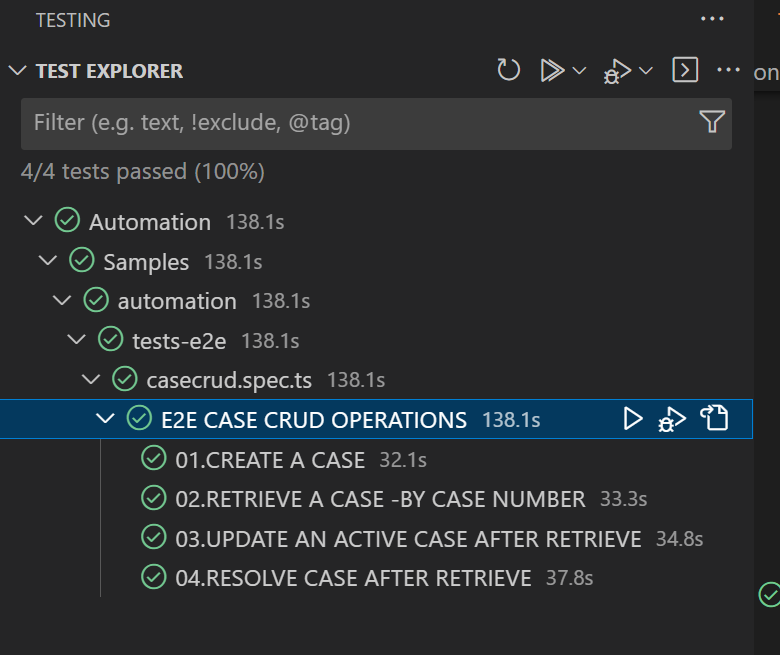 TESTING
TEST EXPLORER
on
Filter (e.g. text, !exclude, @tag)
4/4 tests passed (100%)
Automation 138.1s
Samples 138.1s
automation 138.1s
tests-e2e 138.1s
casecrud.spec.ts 138.1s
E2E CASE CRUD OPERATIONS 138.1s
01.CREATE A CASE 32.1s
02.RETRIEVE A CASE -BY CASE NUMBER 33.3s
03.UPDATE AN ACTIVE CASE AFTER RETRIEVE 34.8s
04.RESOLVE CASE AFTER RETRIEVE 37.8s